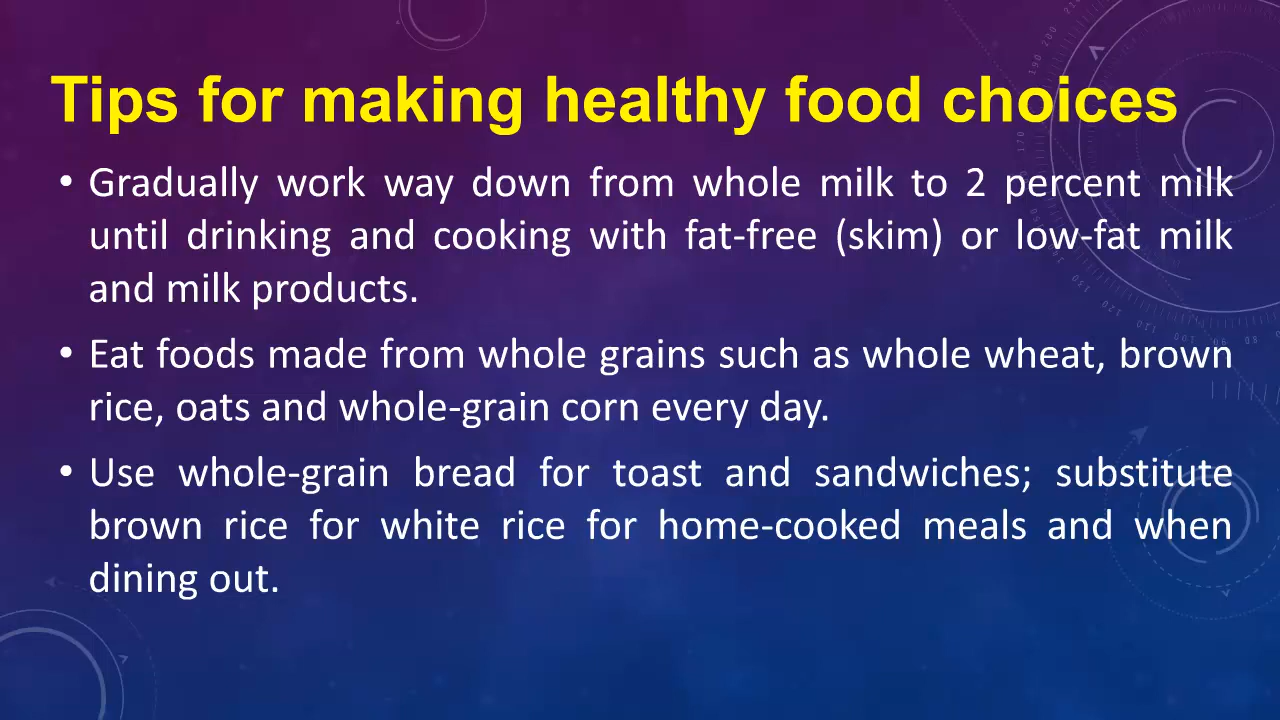 Tips for making healthy food choices
• Gradually work way down from whole milk to 2 percent milk
until drinking and cooking with fat-free (skim) or low-fat milk
and milk products.
• Eat foods made from whole grains such as whole wheat, brown
rice, oats and whole-grain corn every day.
• Use whole-grain bread for toast and sandwiches; substitute
brown rice for white rice for home-cooked meals and when
dining out.